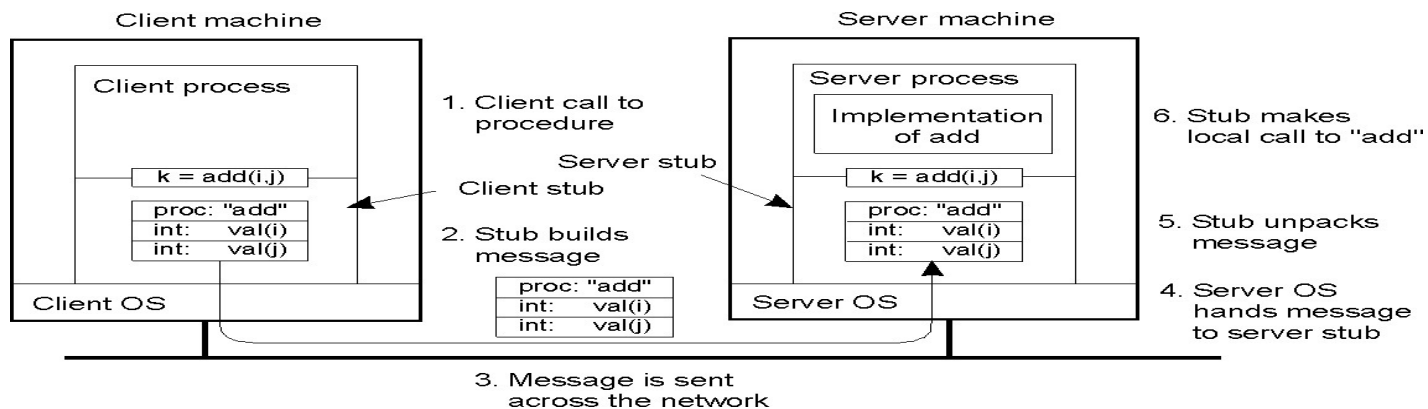 Client machine
Server machine
Client process
1. Client call to
procedure
Server process
Implementation
of add
6. Stub makes
local call to "add"
Server stub
k = add(i,j)
k = add(i,j)
Client stub
proc: "add"
int: val(i)
int: val(j)
2. Stub builds
message
proc: "add"
int: val(i)
int: val(j)
5. Stub unpacks
message
proc: "add"
int: val(i)
int: val(j)
Client OS
Server OS
4. Server OS
hands message
to server stub
3. Message is sent
across the network